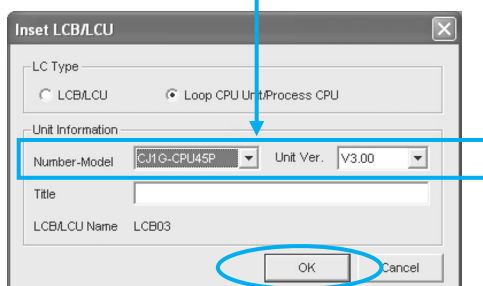 Inset LCB/LCU
LC Type
LCB/LCU Loop CPU Unit/Process CPU
Unit Information
Number-Model CJ1G-CPU45P Unit Ver. V3.00
Title
LCB/LCU Name LCB03
OK Cancel